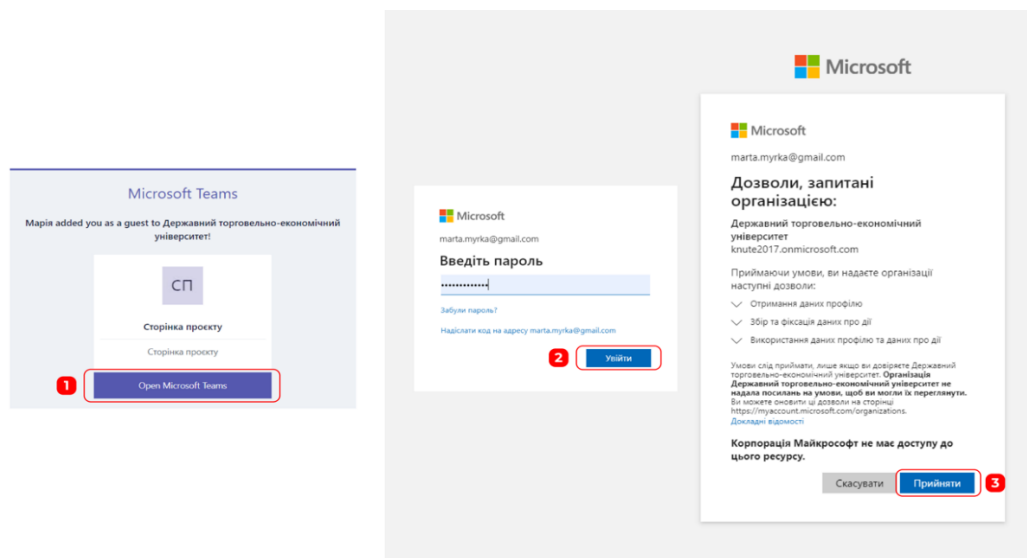 Microsoft Teams
Марія added you as a guest to Державний торговельно-економічний
університет!
СП
Сторінка проєкту
Сторінка проєкту
1
Open Microsoft Teams
Microsoft
marta.myrka@gmail.com
Введіть пароль
•••••••••••••
Забули пароль?
Надіслати код на адресу marta.myrka@gmail.com
2
Увійти
Microsoft
Microsoft
marta.myrka@gmail.com
Дозволи, запитані
організацією:
Державний торговельно-економічний
університет
knute2017.onmicrosoft.com
Приймаючи умови, ви надаєте організації
наступні дозволи:
Отримання даних профілю
Збір та фіксація даних про дії
Використання даних профілю та даних про дії
Умови слід приймати, лише якщо ви довіряєте Державний
торговельно-економічний університет. Організація
Державний торговельно-економічний університет не
надала посилань на умови, щоб ви могли їх переглянути.
Ви можете оновити ці дозволи на сторінці
https://myaccount.microsoft.com/organizations.
Докладні відомості
Корпорація Майкрософт не має доступу до
цього ресурсу.
Скасувати
Прийняти
3